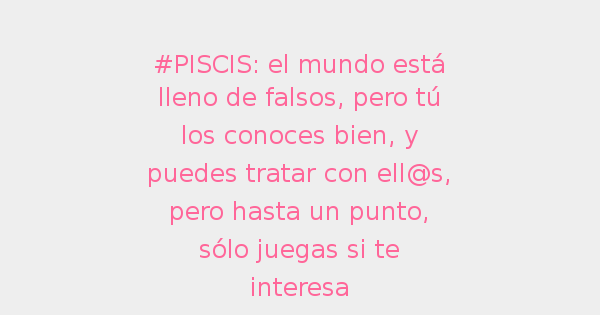 #PISCIS: el mundo está
lleno de falsos, pero tú
los conoces bien, y
puedes tratar con ell@s,
pero hasta un punto,
sólo juegas si te
interesa